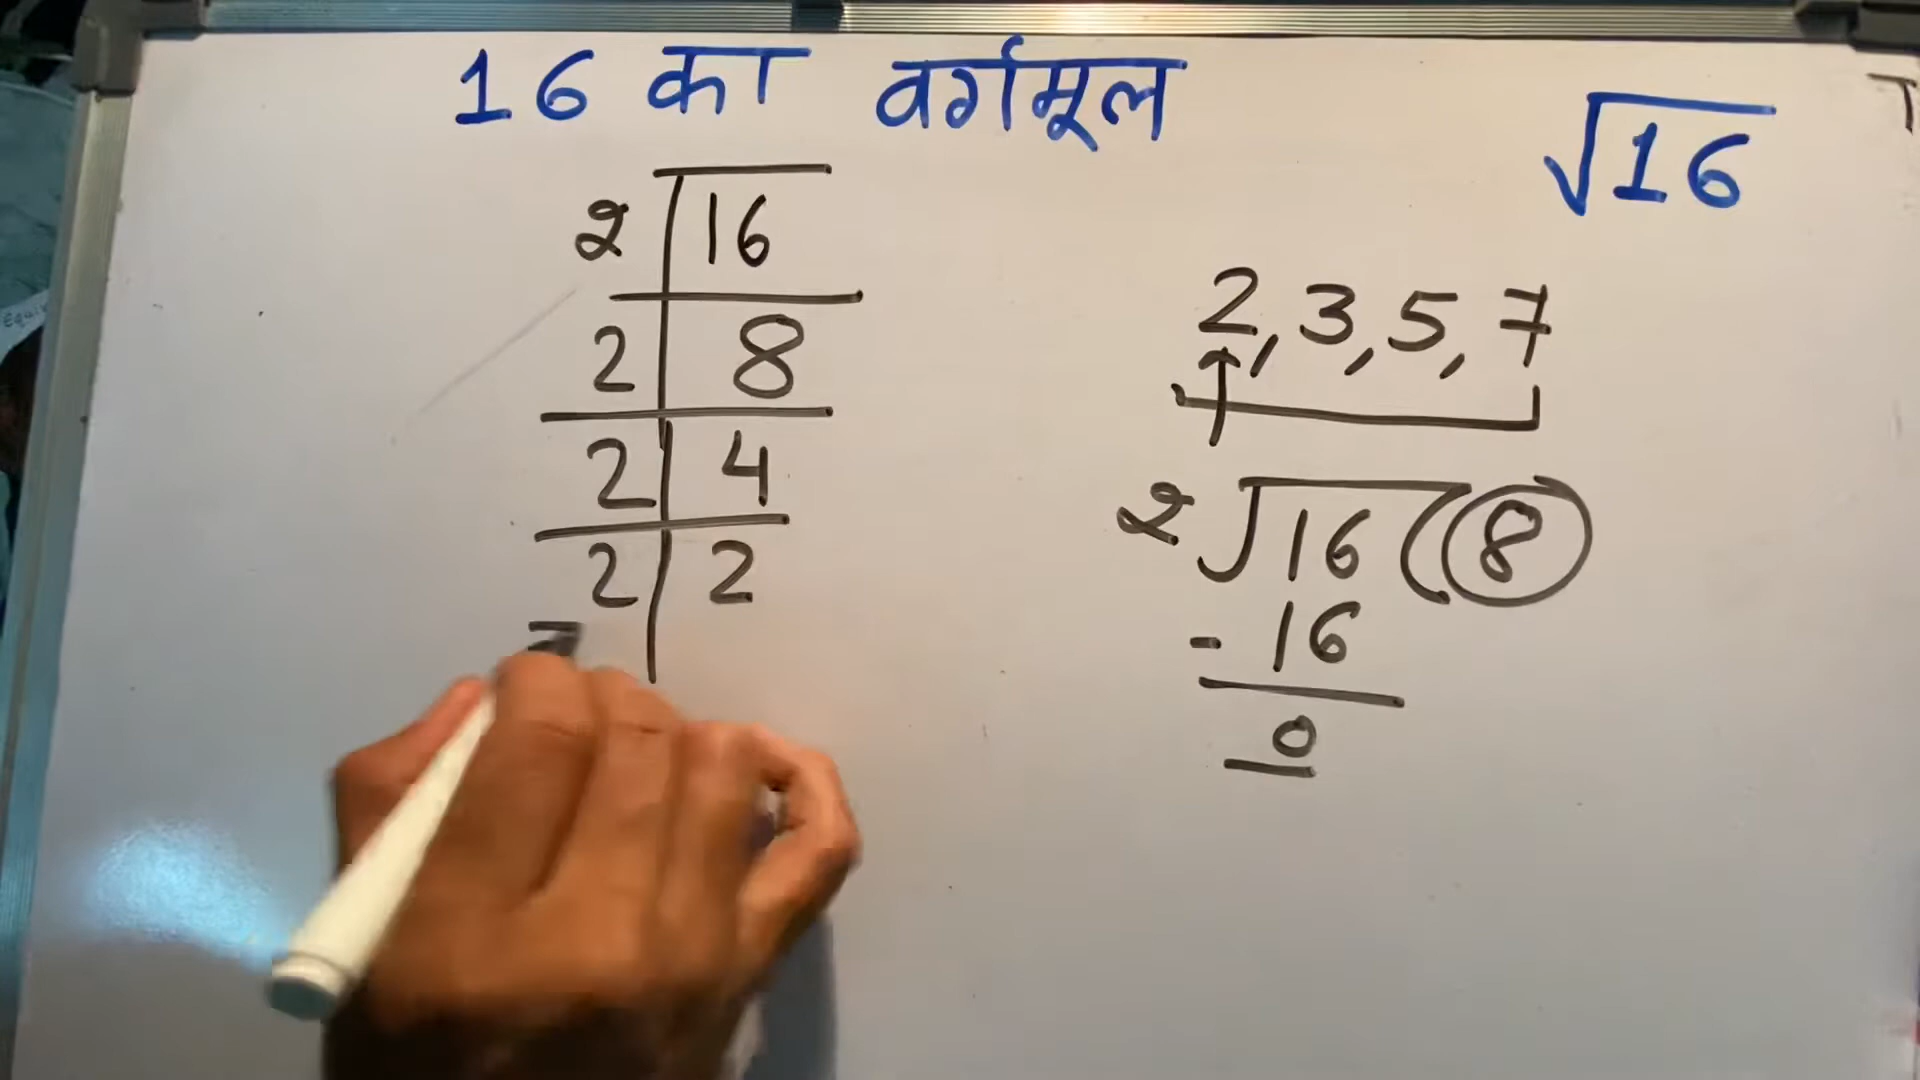 16 का वर्गमूल
√16
2 | 16
2 | 8
2 | 4
2 | 2
2, 3, 5, 7
2 √16 ( 8
- 16
0